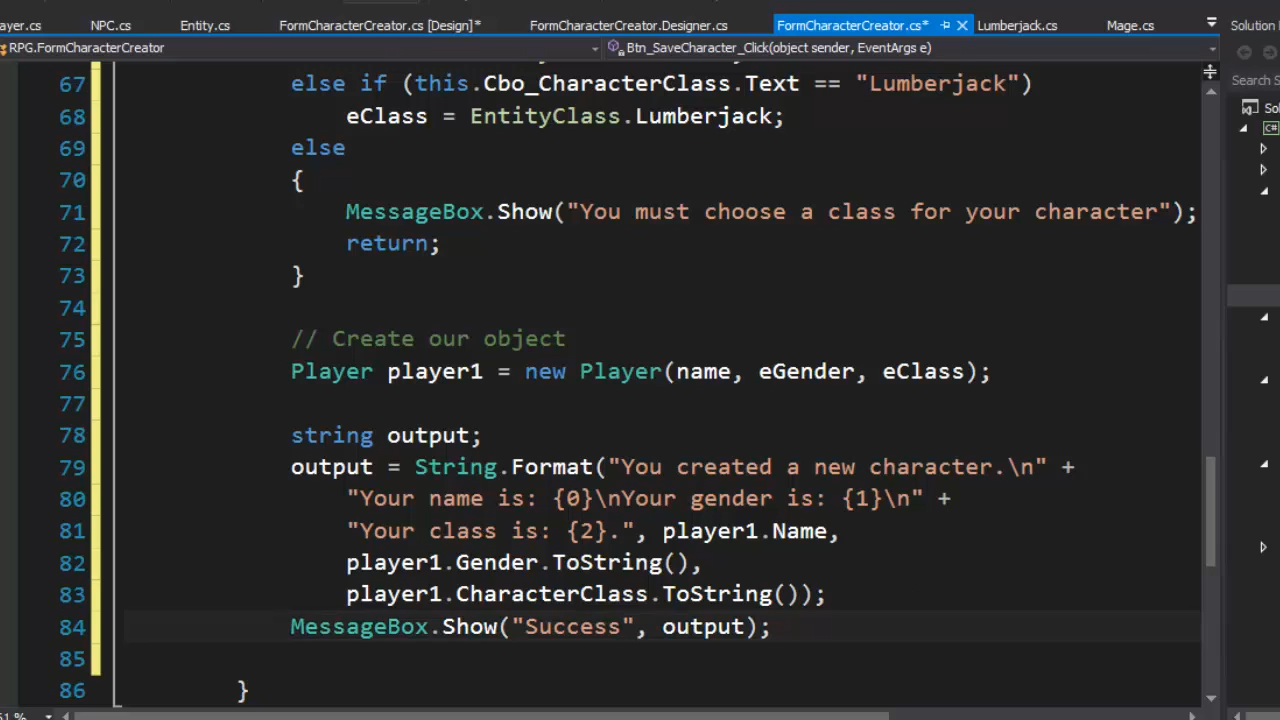 ayer.cs NPC.cs Entity.cs FormCharacterCreator.cs [Design]* FormCharacterCreator.Designer.cs FormCharacterCreator.cs* Lumberjack.cs Mage.cs Solution
RPG.FormCharacterCreator Btn_SaveCharacter_Click(object sender, EventArgs e)
Search S
67 else if (this.Cbo_CharacterClass.Text == "Lumberjack")
Sol
68 eClass = EntityClass.Lumberjack;
C#
69 else
70 {
71 MessageBox.Show("You must choose a class for your character");
72 return;
73 }
74
75 // Create our object
76 Player player1 = new Player(name, eGender, eClass);
77
78 string output;
79 output = String.Format("You created a new character.\n" +
80 "Your name is: {0}\nYour gender is: {1}\n" +
81 "Your class is: {2}.", player1.Name,
82 player1.Gender.ToString(),
83 player1.CharacterClass.ToString());
84 MessageBox.Show("Success", output);
85
86 }